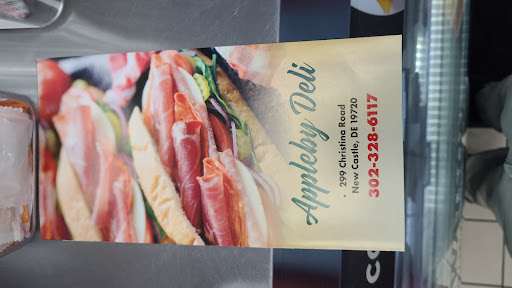 Appleby Deli
• 299 Christina Road
New Castle, DE 19720
302-328-6117